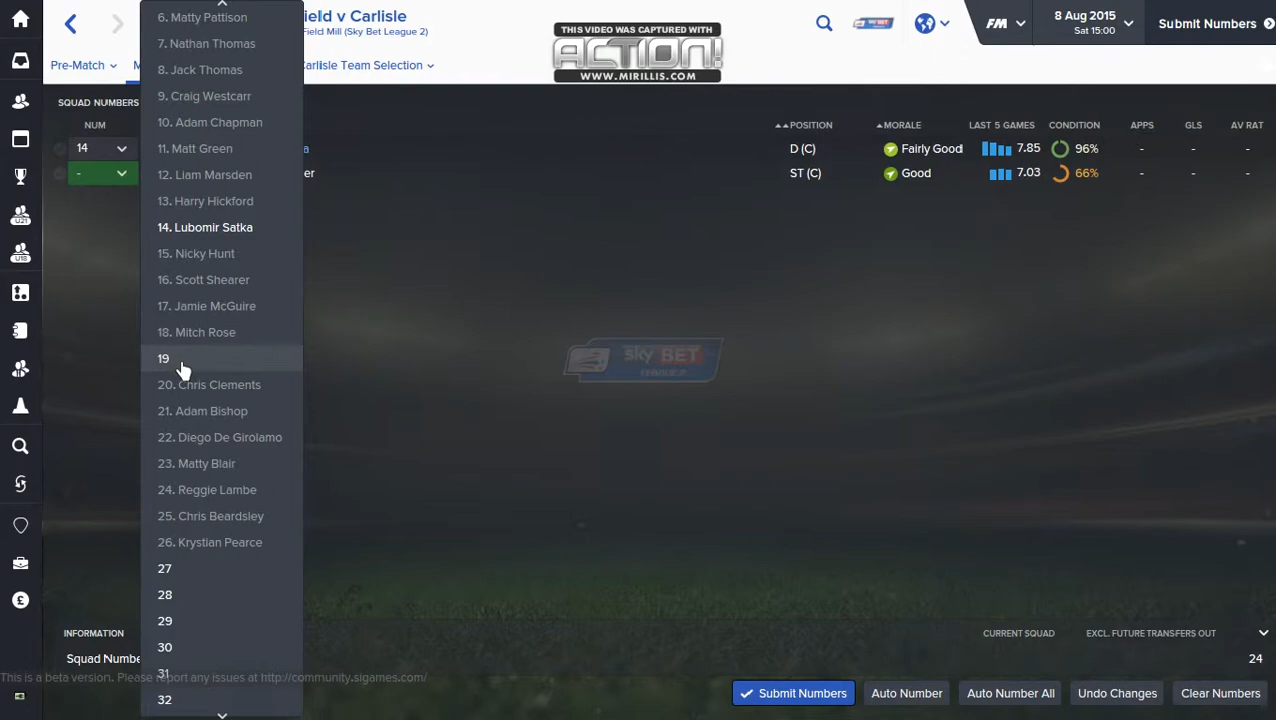 ield v Carlisle
Field Mill (Sky Bet League 2)
THIS VIDEO WAS CAPTURED WITH
ACTION!
WWW.MIRILLIS.COM
FM
8 Aug 2015
Sat 15:00
Submit Numbers
Pre-Match
M
Carlisle Team Selection
SQUAD NUMBERS
NUM
POSITION
MORALE
LAST 5 GAMES
CONDITION
APPS
GLS
AV RAT
14
a
D (C)
Fairly Good
7.85
96%
-
-
-
-
er
ST (C)
Good
7.03
66%
-
-
-
6. Matty Pattison
7. Nathan Thomas
8. Jack Thomas
9. Craig Westcarr
10. Adam Chapman
11. Matt Green
12. Liam Marsden
13. Harry Hickford
14. Lubomir Satka
15. Nicky Hunt
16. Scott Shearer
17. Jamie McGuire
18. Mitch Rose
19
20. Chris Clements
21. Adam Bishop
22. Diego De Girolamo
23. Matty Blair
24. Reggie Lambe
25. Chris Beardsley
26. Krystian Pearce
27
28
29
30
31
32
U21
U18
sky BET
INFORMATION
CURRENT SQUAD
EXCL. FUTURE TRANSFERS OUT
Squad Numbe
24
This is a beta version. Please report any issues at http://community.sigames.com/
Submit Numbers
Auto Number
Auto Number All
Undo Changes
Clear Numbers